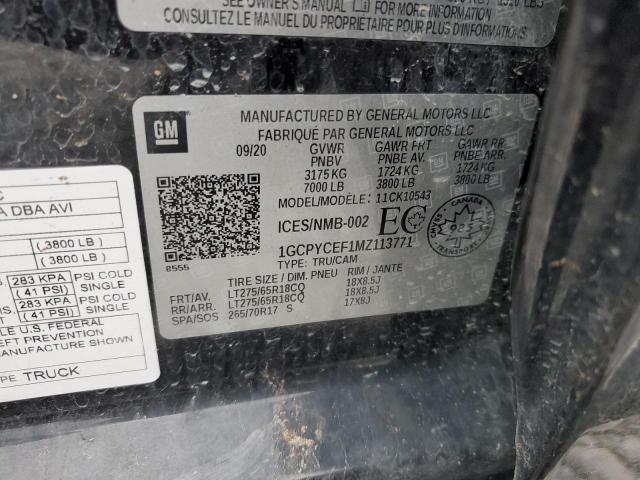 SEE OWNER'S MANUAL FOR MORE INFORMATION
CONSULTEZ LE MANUEL DU PROPRIÉTAIRE POUR PLUS
GM
MANUFACTURED BY GENERAL MOTORS LLC
FABRIQUÉ PAR GENERAL MOTORS LLC
09/20 GVWR GAWR FRT GAWR RR
PNBV PNBE AV. PNBE ARR.
3175 KG 1724 KG 1724 KG
7000 LB 3800 LB 3800 LB
MODEL/MODÈLE: 11CK10543
ICES/NMB-002 EC
CANADA
923
TRANSPORT
1GCPYCEF1MZ113771
TYPE: TRU/CAM
8555
TIRE SIZE / DIM. PNEU RIM / JANTE
FRT/AV. LT275/65R18CQ 18X8.5J
RR/ARR. LT275/65R18CQ 18X8.5J
SPA/SOS 265/70R17 S 17X8J
A DBA AVI
(3800 LB)
(3800 LB)
283 KPA PSI COLD
(41 PSI) SINGLE
283 KPA PSI COLD
(41 PSI) SINGLE
LE U.S. FEDERAL
EFT PREVENTION
MANUFACTURE SHOWN
PE TRUCK